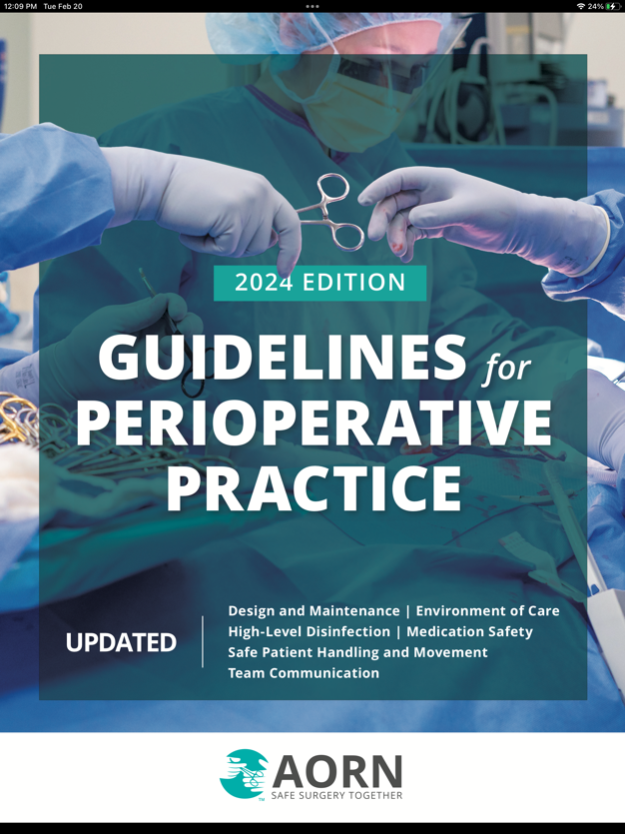 12:09 PM Tue Feb 20
24%
2024 EDITION
GUIDELINES for
PERIOPERATIVE
PRACTICE
UPDATED
Design and Maintenance | Environment of Care
High-Level Disinfection | Medication Safety
Safe Patient Handling and Movement
Team Communication
AORN
SAFE SURGERY TOGETHER